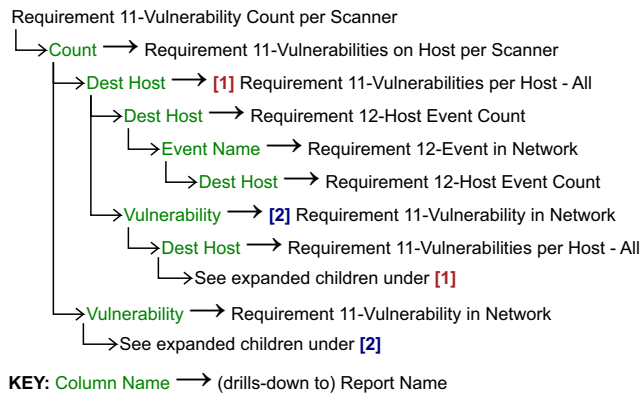 Requirement 11-Vulnerability Count per Scanner
Count → Requirement 11-Vulnerabilities on Host per Scanner
Dest Host → [1] Requirement 11-Vulnerabilities per Host - All
Dest Host → Requirement 12-Host Event Count
Event Name → Requirement 12-Event in Network
Dest Host → Requirement 12-Host Event Count
Vulnerability → [2] Requirement 11-Vulnerability in Network
Dest Host → Requirement 11-Vulnerabilities per Host - All
See expanded children under [1]
Vulnerability → Requirement 11-Vulnerability in Network
See expanded children under [2]
KEY: Column Name → (drills-down to) Report Name